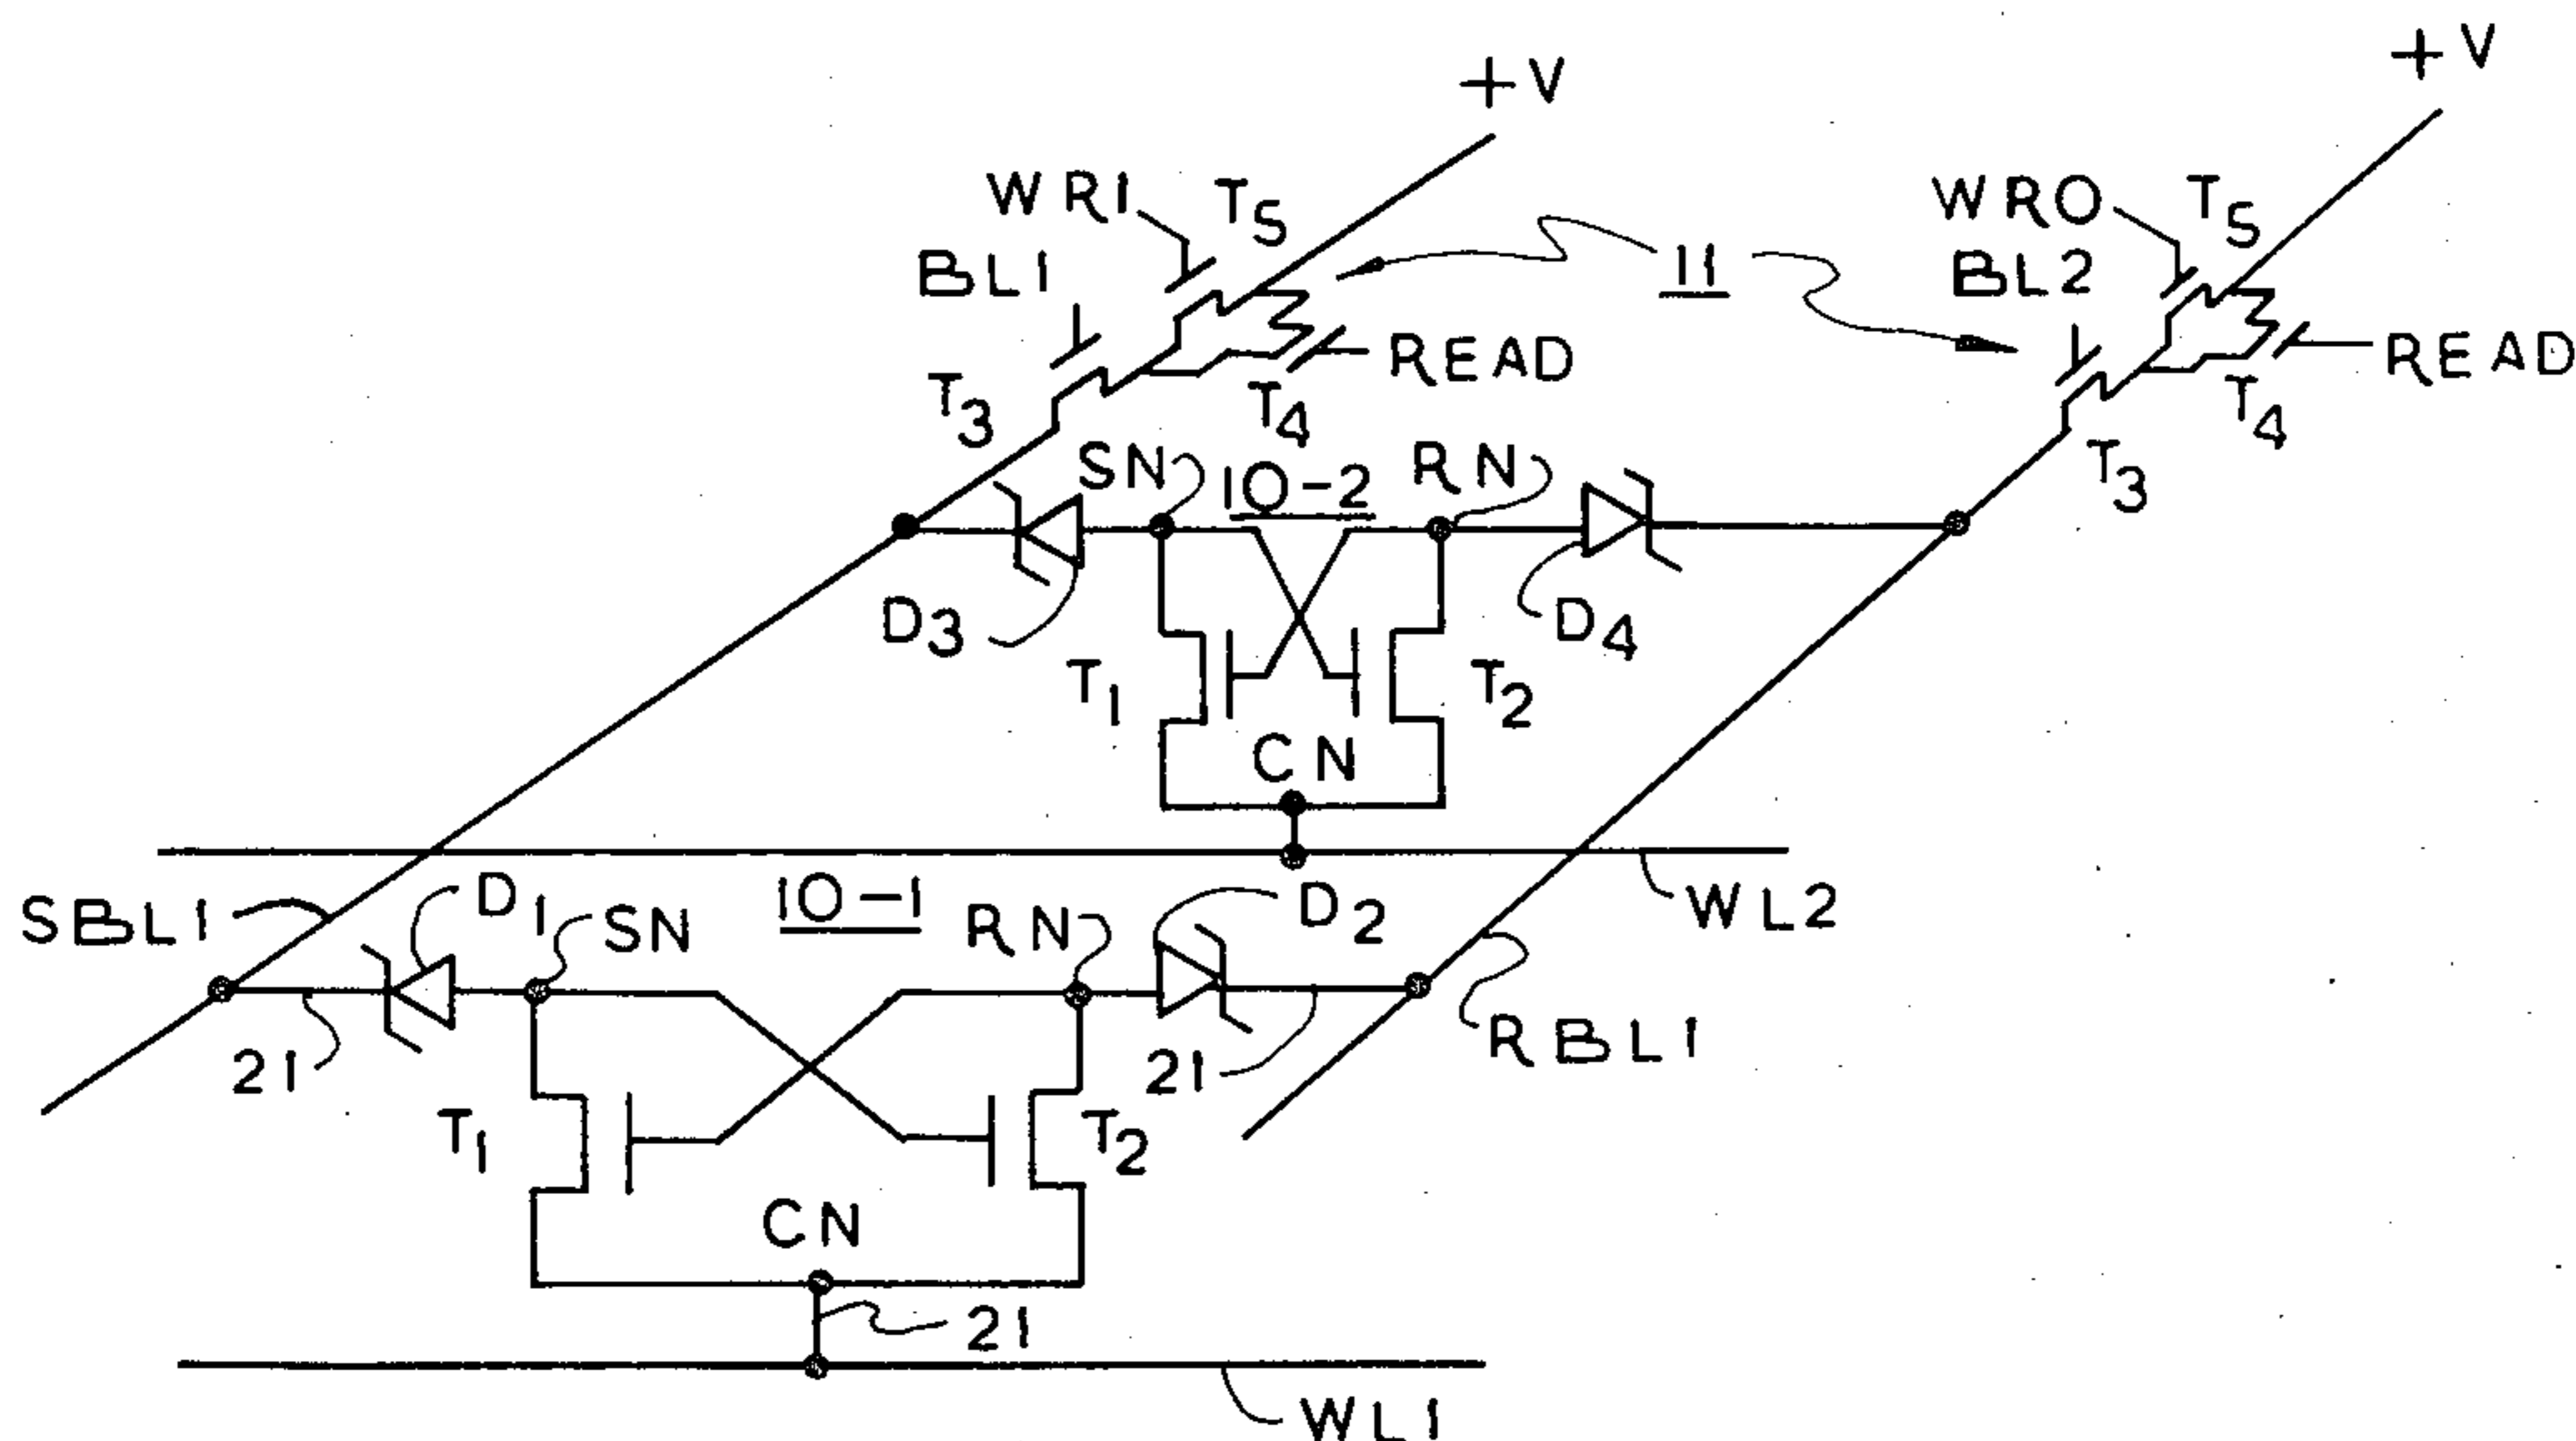 +V
+V
WR1
T5
BL1
11
WRO
T5
BL2
READ
READ
T3
T4
T4
SN
10-2
RN
T3
D3
D4
T1
T2
CN
SBL1
D1
SN
10-1
RN
D2
WL2
21
21
RBL1
T1
T2
CN
21
WL1